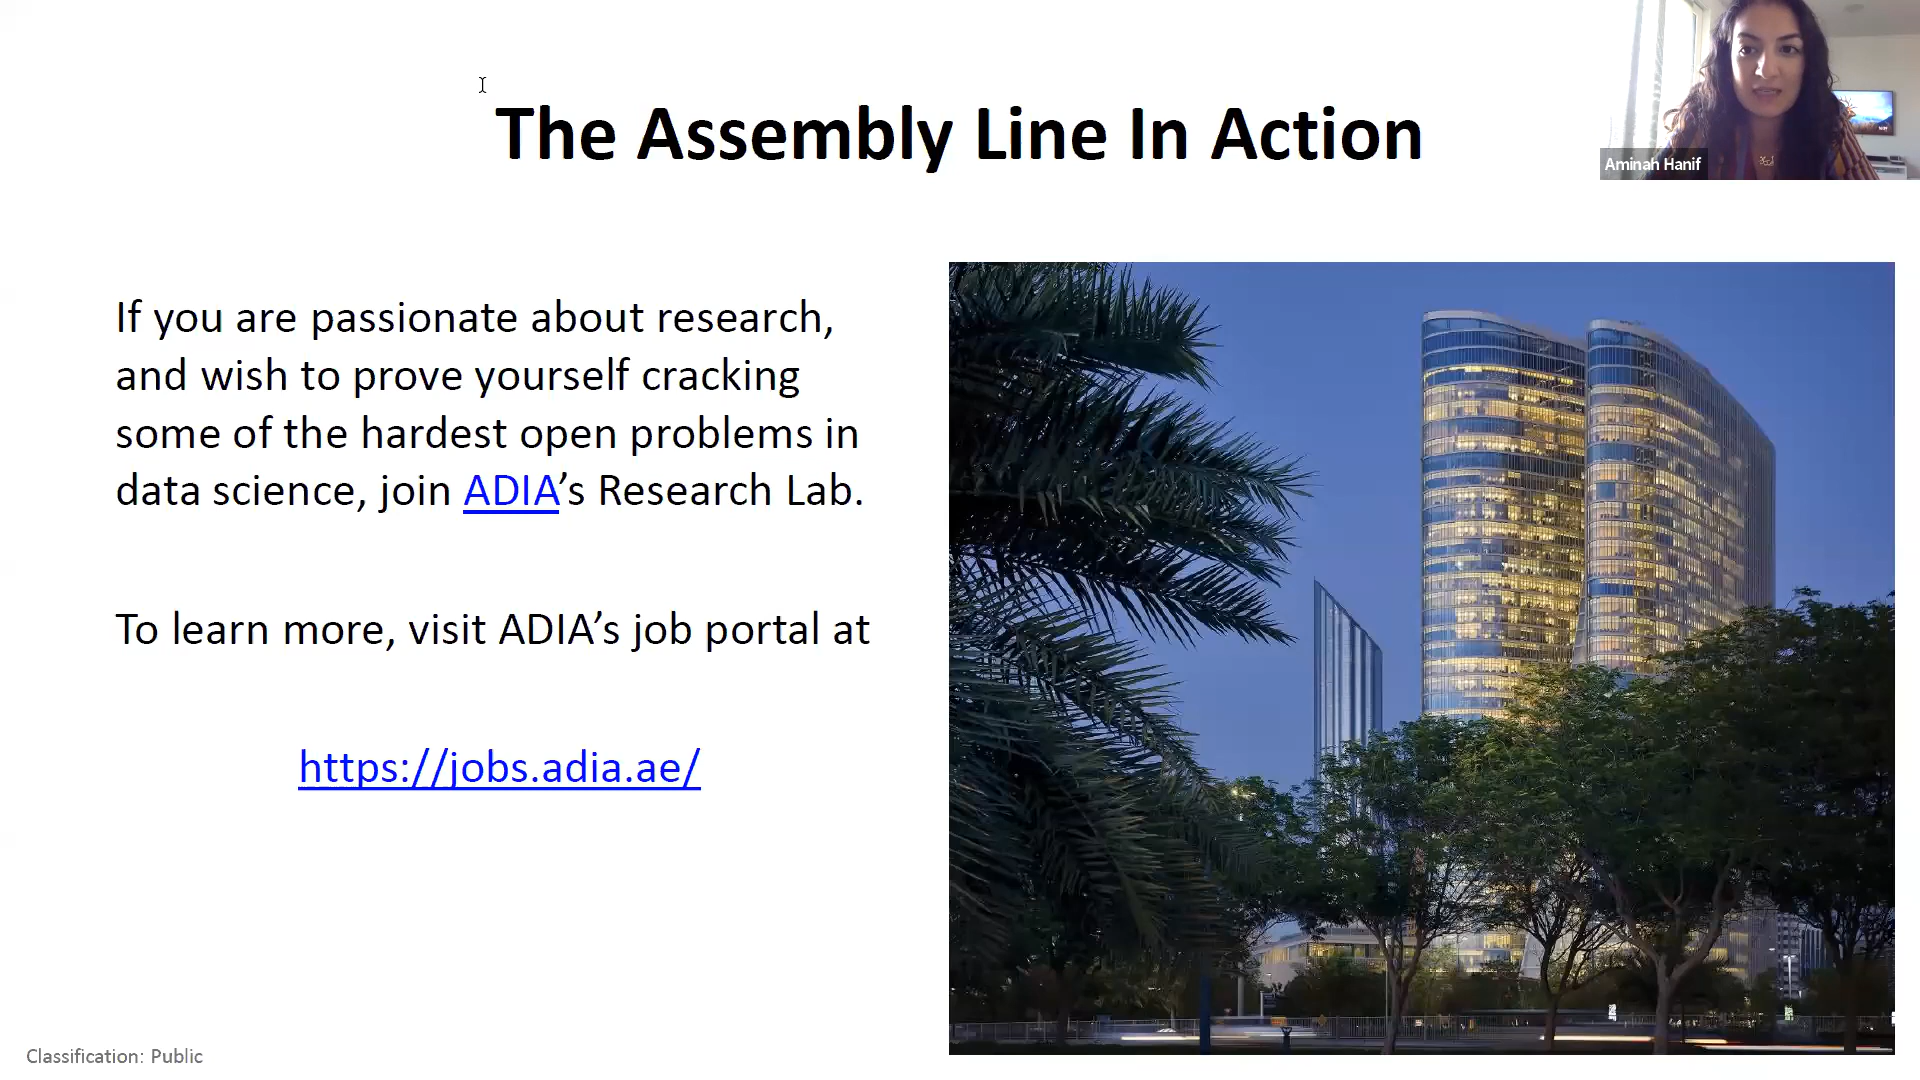 The Assembly Line In Action
Aminah Hanif
If you are passionate about research,
and wish to prove yourself cracking
some of the hardest open problems in
data science, join ADIA’s Research Lab.
To learn more, visit ADIA’s job portal at
https://jobs.adia.ae/
Classification: Public